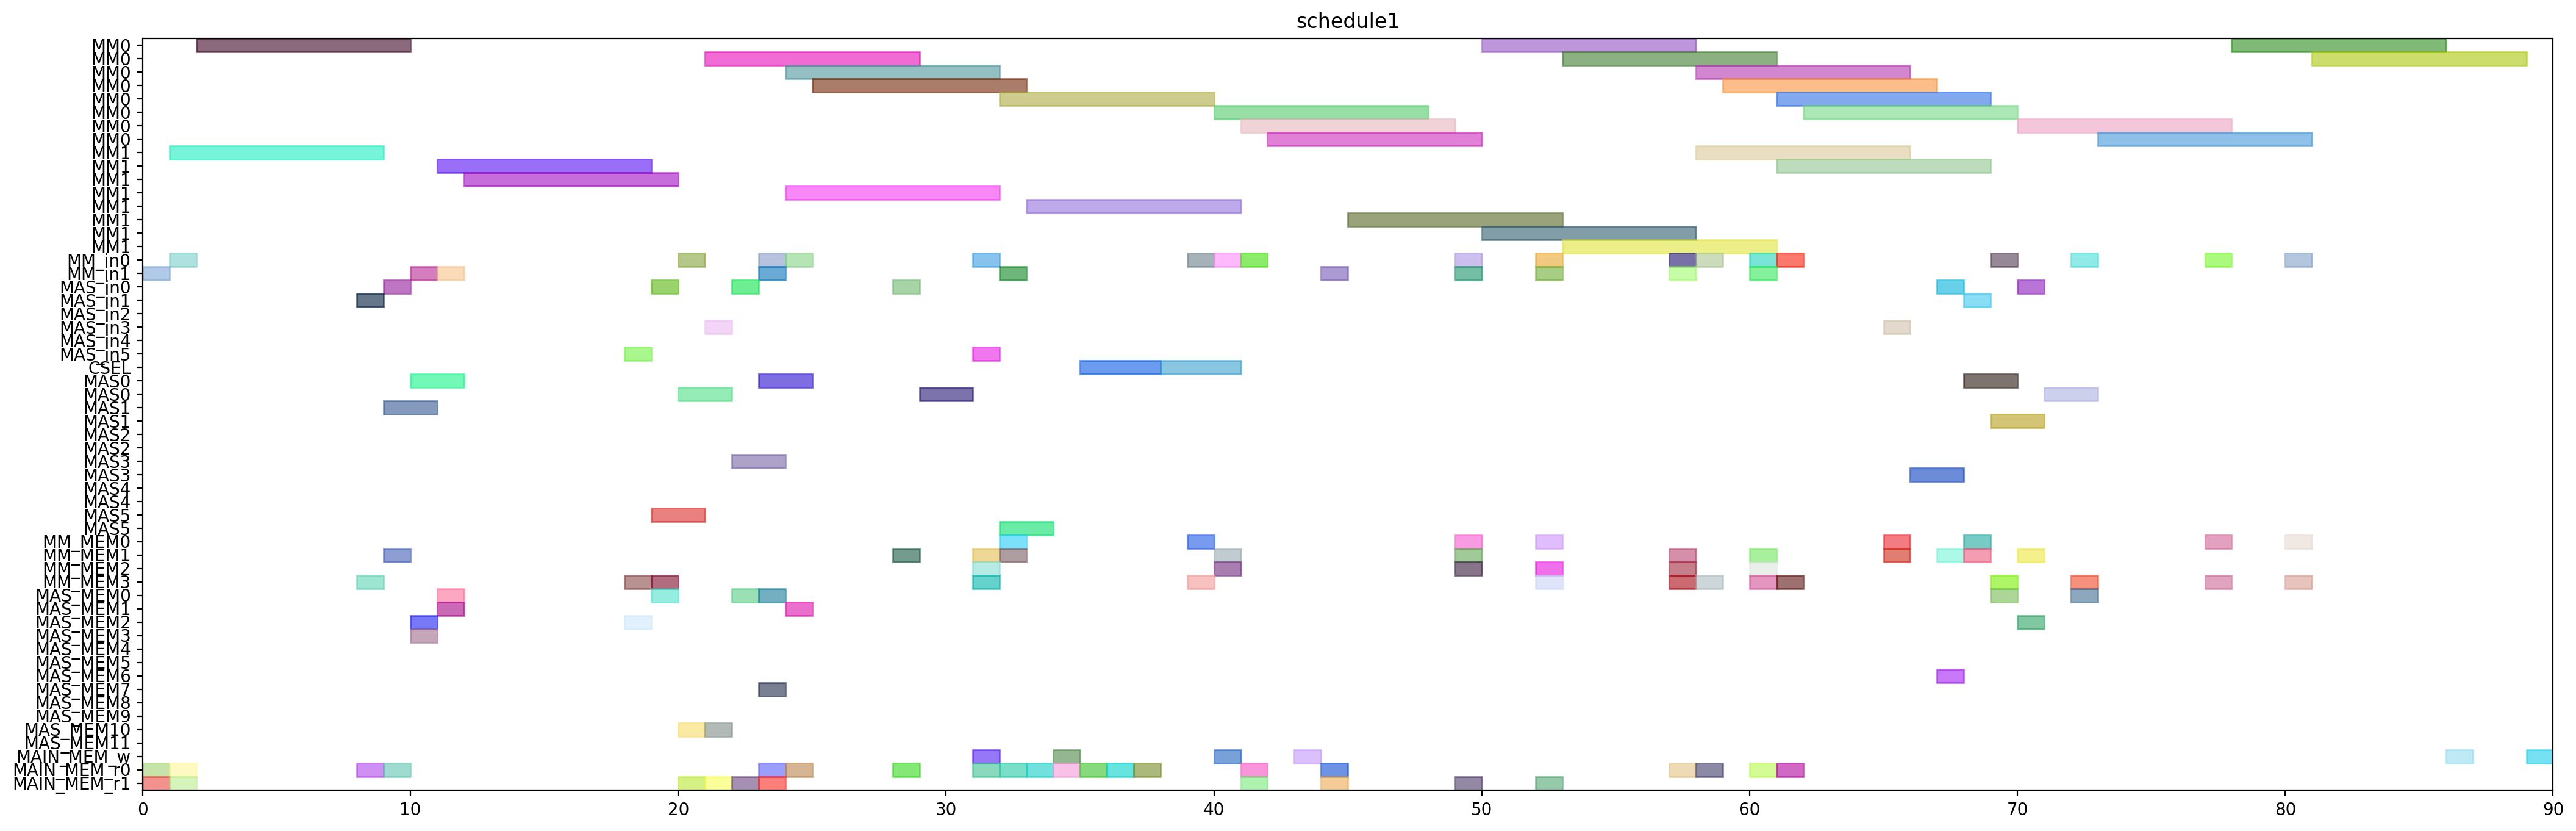 schedule1
MM0
MM0
MM0
MM0
MM0
MM0
MM0
MM0
MM1
MM1
MM1
MM1
MM1
MM1
MM1
MM1
MM_in0
MM_in1
MAS_in0
MAS_in1
MAS_in2
MAS_in3
MAS_in4
MAS_in5
CSEL
MAS0
MAS0
MAS1
MAS1
MAS2
MAS2
MAS3
MAS3
MAS4
MAS4
MAS5
MAS5
MM_MEM0
MM_MEM1
MM_MEM2
MM_MEM3
MAS_MEM0
MAS_MEM1
MAS_MEM2
MAS_MEM3
MAS_MEM4
MAS_MEM5
MAS_MEM6
MAS_MEM7
MAS_MEM8
MAS_MEM9
MAS_MEM10
MAS_MEM11
MAIN_MEM_w
MAIN_MEM_r0
MAIN_MEM_r1
0 10 20 30 40 50 60 70 80 90